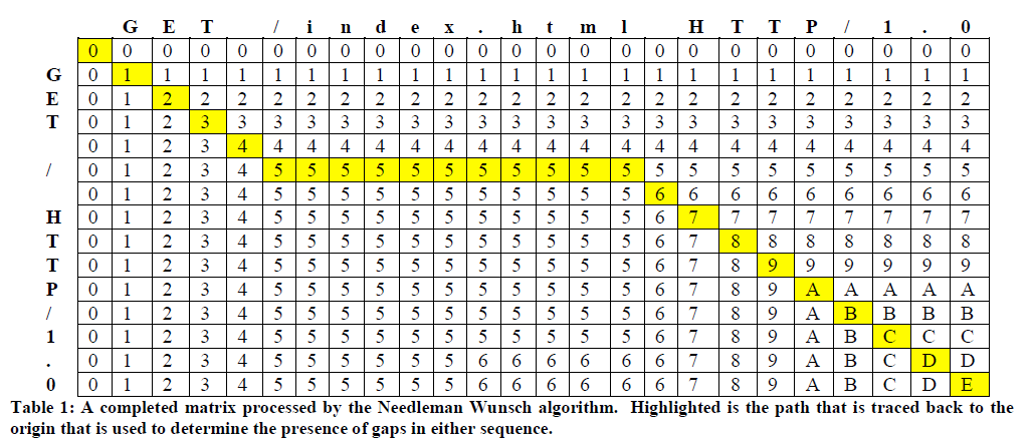 G E T / i n d e x . h t m l H T T P / 1 . 0
0 0 0 0 0 0 0 0 0 0 0 0 0 0 0 0 0 0 0 0 0 0 0 0 0
G 0 1 1 1 1 1 1 1 1 1 1 1 1 1 1 1 1 1 1 1 1 1 1 1 1
E 0 1 2 2 2 2 2 2 2 2 2 2 2 2 2 2 2 2 2 2 2 2 2 2 2
T 0 1 2 3 3 3 3 3 3 3 3 3 3 3 3 3 3 3 3 3 3 3 3 3 3
0 1 2 3 4 4 4 4 4 4 4 4 4 4 4 4 4 4 4 4 4 4 4 4 4
/ 0 1 2 3 4 5 5 5 5 5 5 5 5 5 5 5 5 5 5 5 5 5 5 5 5
0 1 2 3 4 5 5 5 5 5 5 5 5 5 5 5 6 6 6 6 6 6 6 6 6
H 0 1 2 3 4 5 5 5 5 5 5 5 5 5 5 5 6 7 7 7 7 7 7 7 7
T 0 1 2 3 4 5 5 5 5 5 5 5 5 5 5 5 6 7 8 8 8 8 8 8 8
T 0 1 2 3 4 5 5 5 5 5 5 5 5 5 5 5 6 7 8 9 9 9 9 9 9
P 0 1 2 3 4 5 5 5 5 5 5 5 5 5 5 5 6 7 8 9 A A A A A
/ 0 1 2 3 4 5 5 5 5 5 5 5 5 5 5 5 6 7 8 9 A B B B B
1 0 1 2 3 4 5 5 5 5 5 5 5 5 5 5 5 6 7 8 9 A B C C C
. 0 1 2 3 4 5 5 5 5 5 5 6 6 6 6 6 6 7 8 9 A B C D D
0 0 1 2 3 4 5 5 5 5 5 5 6 6 6 6 6 6 7 8 9 A B C D E
Table 1: A completed matrix processed by the Needleman Wunsch algorithm. Highlighted is the path that is traced back to the
origin that is used to determine the presence of gaps in either sequence.